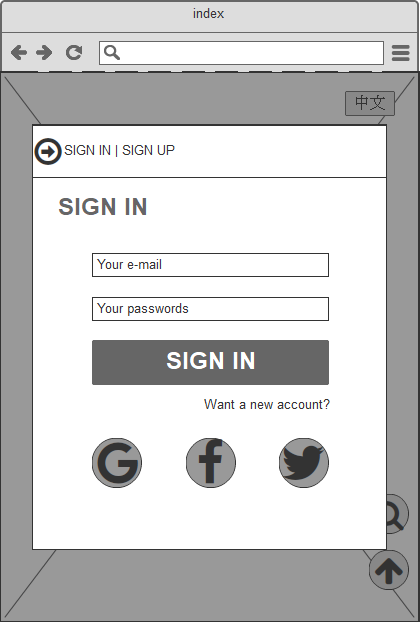 index
中文
SIGN IN | SIGN UP
SIGN IN
Your e-mail
Your passwords
SIGN IN
Want a new account?